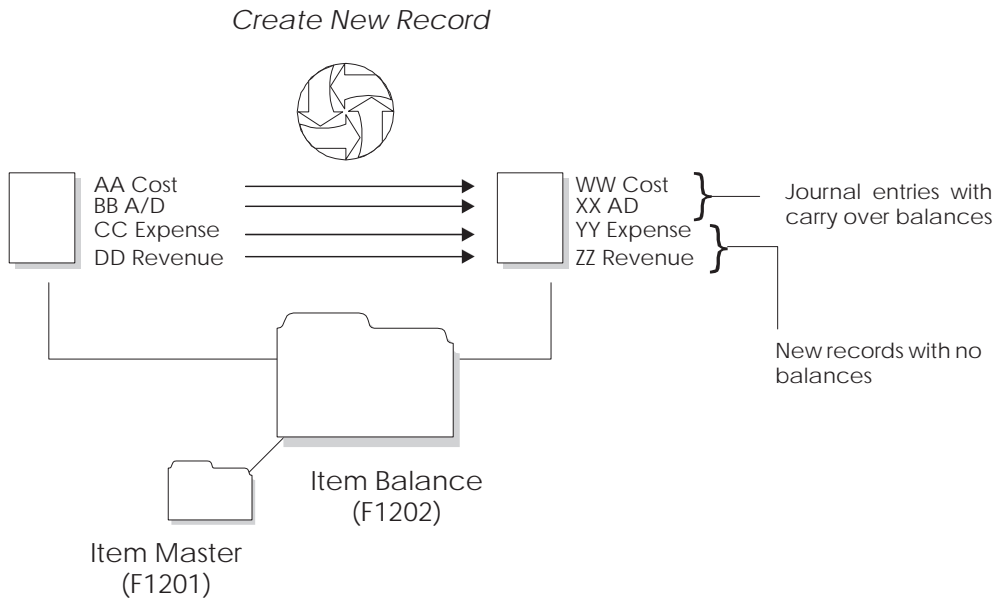 Create New Record
AA Cost
BB A/D
CC Expense
DD Revenue
WW Cost
XX AD
YY Expense
ZZ Revenue
Journal entries with
carry over balances
New records with no
balances
Item Balance
(F1202)
Item Master
(F1201)